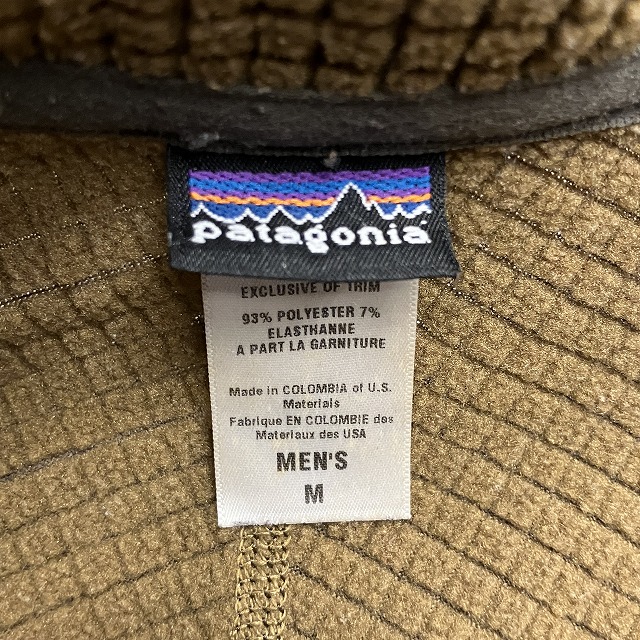 patagonia
EXCLUSIVE OF TRIM
93% POLYESTER 7%
ELASTHANNE
A PART LA GARNITURE
Made in COLOMBIA of U.S.
Materials
Fabrique EN COLOMBIE des
Materiaux des USA
MEN'S
M